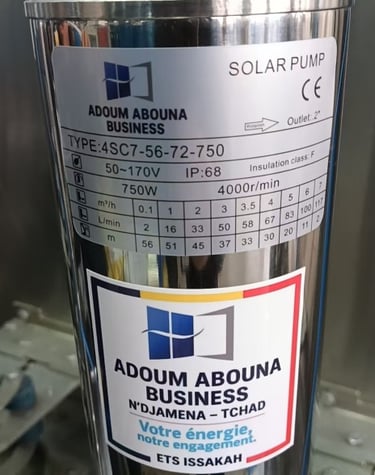 SOLAR PUMP
ADOUM ABOUNA
BUSINESS
CE
Outlet: 2"
TYPE:4SC7-56-72-750
50~170V IP:68 Insulation class: F
750W 4000r/min
m³/h 0.1 1 2 3 3.5 4 5 6 7
L/min 2 16 33 50 58 67 83 100 117
m 56 51 45 37 33 30 20 11 2
ADOUM ABOUNA
BUSINESS
N'DJAMENA – TCHAD
Votre énergie,
notre engagement.
ETS ISSAKAH